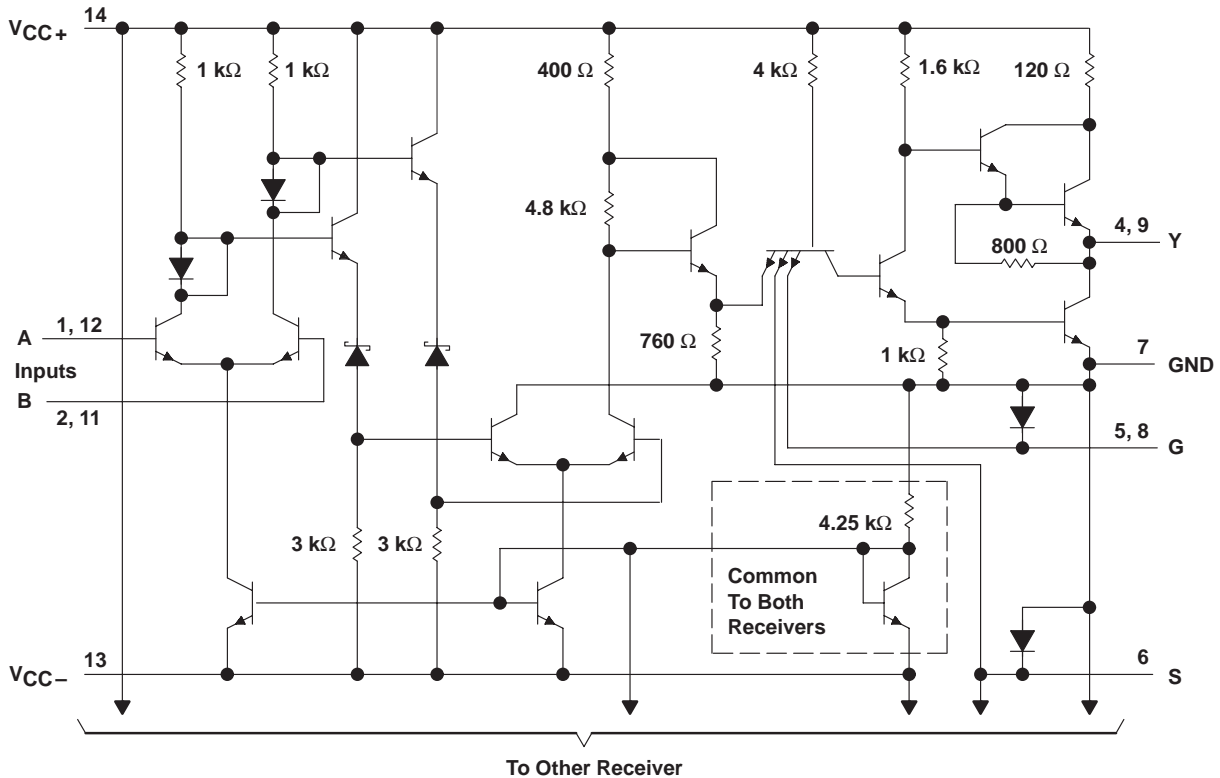 VCC+
14
1 kΩ
1 kΩ
400 Ω
4 kΩ
1.6 kΩ
120 Ω
4.8 kΩ
4, 9
Y
800 Ω
A
1, 12
760 Ω
1 kΩ
7
GND
Inputs
B
2, 11
5, 8
G
3 kΩ
3 kΩ
4.25 kΩ
Common
To Both
Receivers
VCC−
13
6
S
To Other Receiver